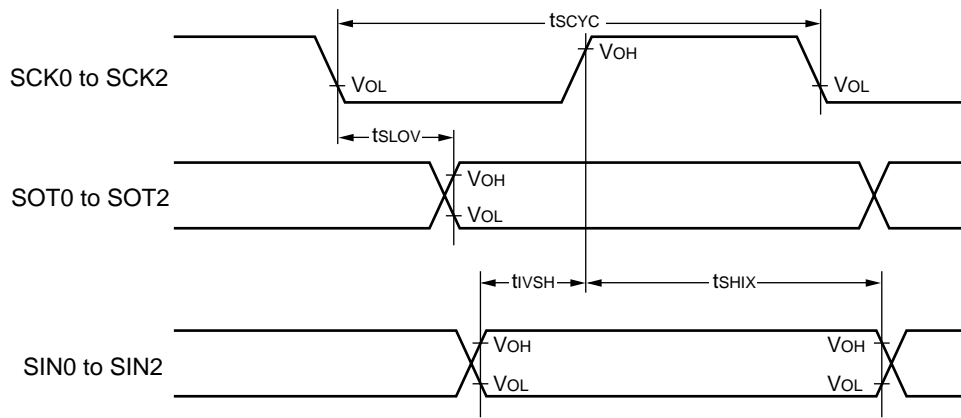 tSCYC
SCK0 to SCK2
VOH
VOL
VOL
tSLOV
SOT0 to SOT2
VOH
VOL
tIVSH
tSHIX
SIN0 to SIN2
VOH
VOH
VOL
VOL